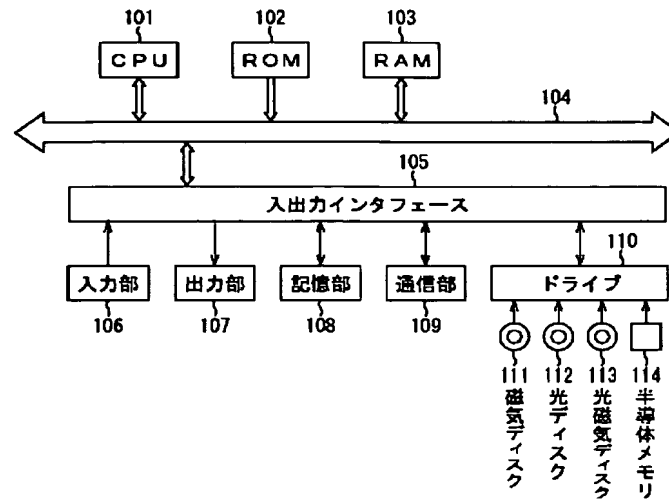 101
102
103
CPU
ROM
RAM
104
105
入出力インタフェース
110
入力部
出力部
記憶部
通信部
ドライブ
106
107
108
109
111
112
113
114
磁気ディスク
光ディスク
光磁気ディスク
半導体メモリ